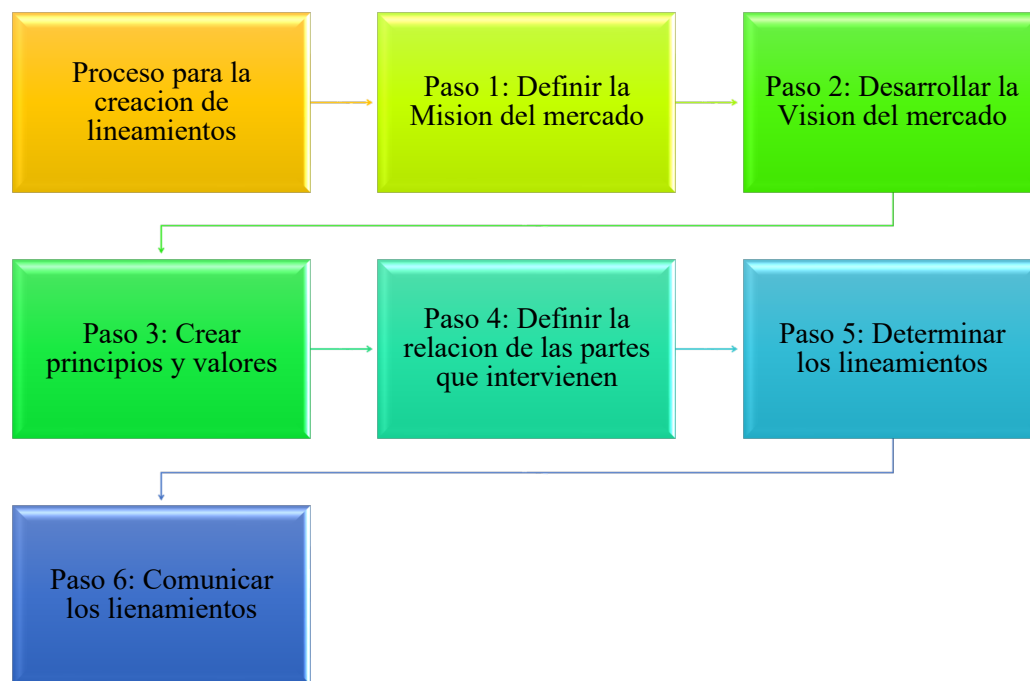 Proceso para la
creacion de
lineamientos
Paso 1: Definir la
Mision del mercado
Paso 2: Desarrollar la
Vision del mercado
Paso 3: Crear
principios y valores
Paso 4: Definir la
relacion de las partes
que intervienen
Paso 5: Determinar
los lineamientos
Paso 6: Comunicar
los lienamientos